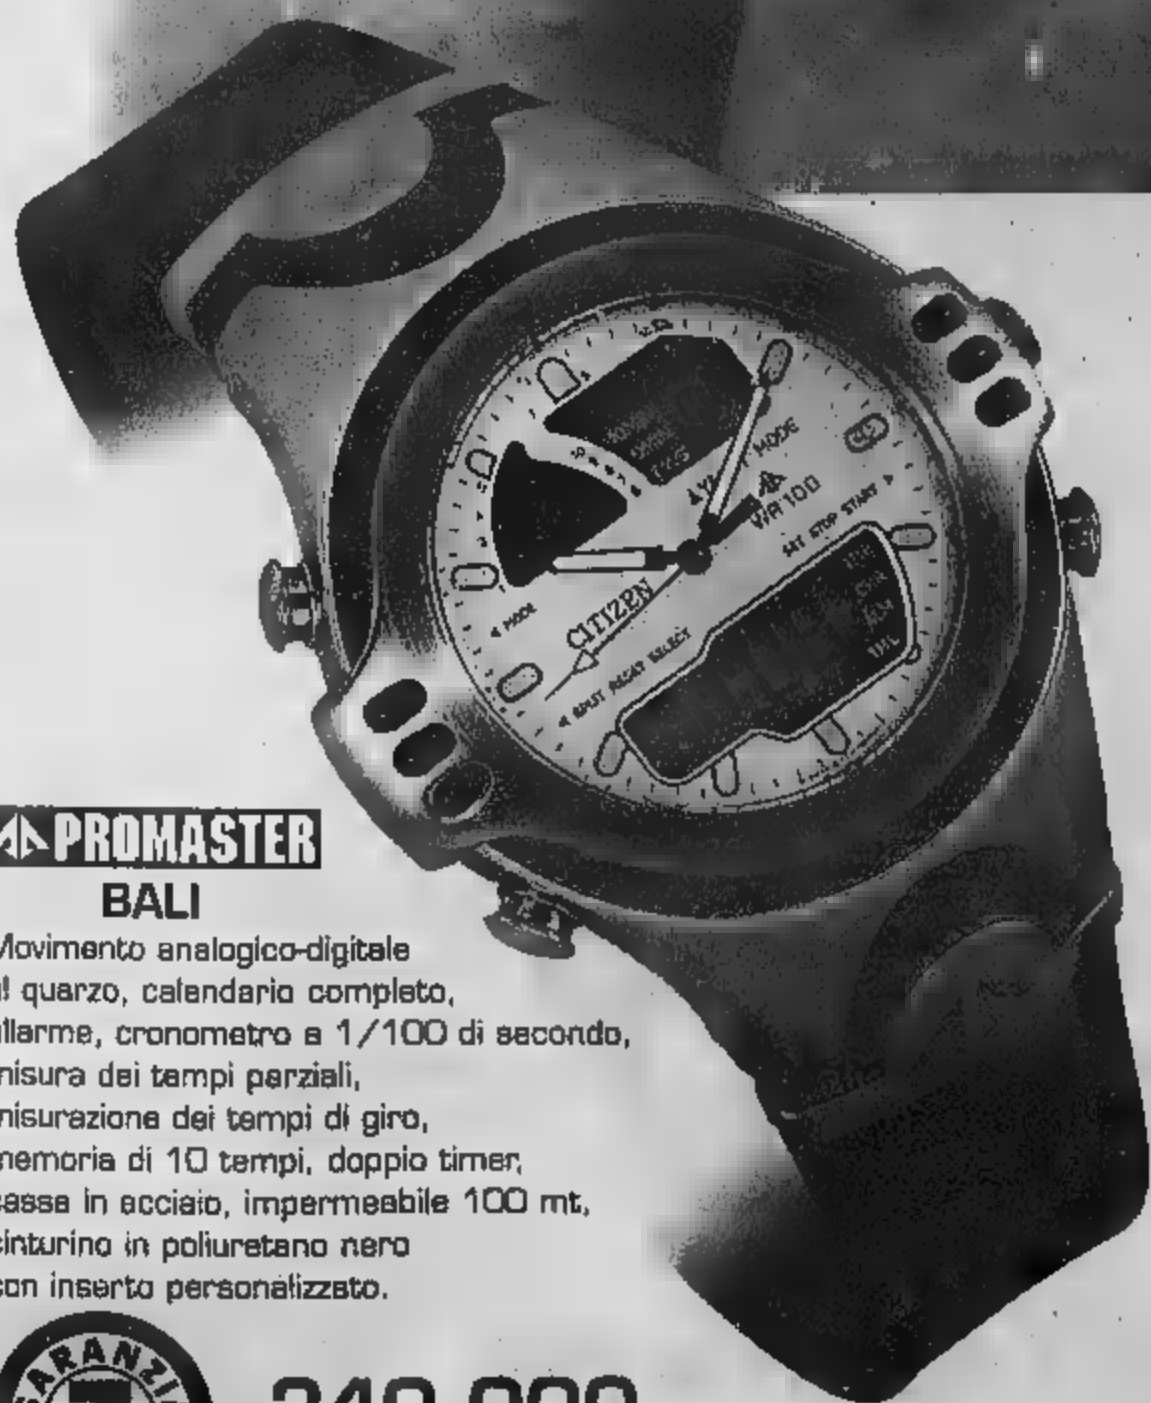 MODE
WR 100
SET STOP START
MODE
CITIZEN
SPLIT RESET SELECT
PROMASTER
BALI
Movimento analogico-digitale
al quarzo, calendario completo,
allarme, cronometro a 1/100 di secondo,
misura dei tempi parziali,
misurazione dei tempi di giro,
memoria di 10 tempi, doppio timer,
cassa in acciaio, impermeabile 100 mt,
cinturino in poliuretano nero
con inserto personalizzato.
GARANZI